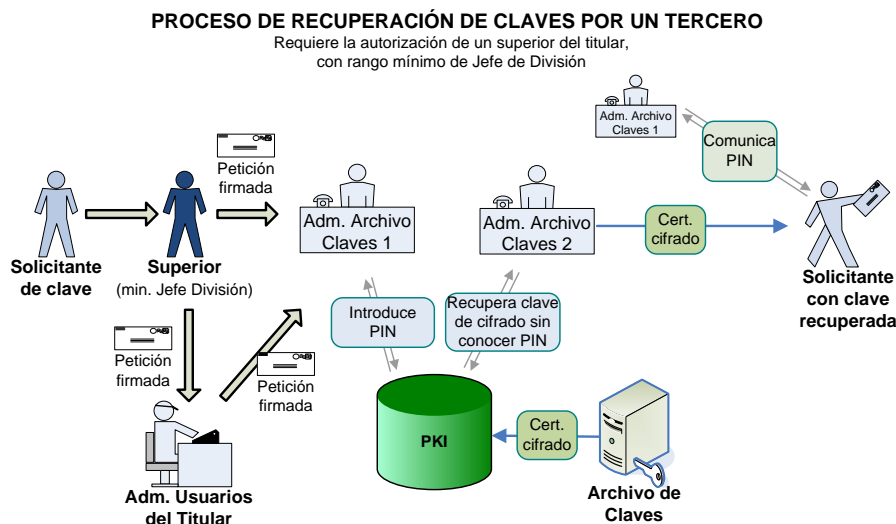 PROCESO DE RECUPERACIÓN DE CLAVES POR UN TERCERO
Requiere la autorización de un superior del titular,
con rango mínimo de Jefe de División
Adm. Archivo
Claves 1
Comunica
PIN
Petición
firmada
Adm. Archivo
Claves 1
Adm. Archivo
Claves 2
Cert.
cifrado
Solicitante
de clave
Superior
(min. Jefe División)
Solicitante
con clave
recuperada
Introduce
PIN
Recupera clave
de cifrado sin
conocer PIN
Petición
firmada
Petición
firmada
PKI
Cert.
cifrado
Adm. Usuarios
del Titular
Archivo de
Claves